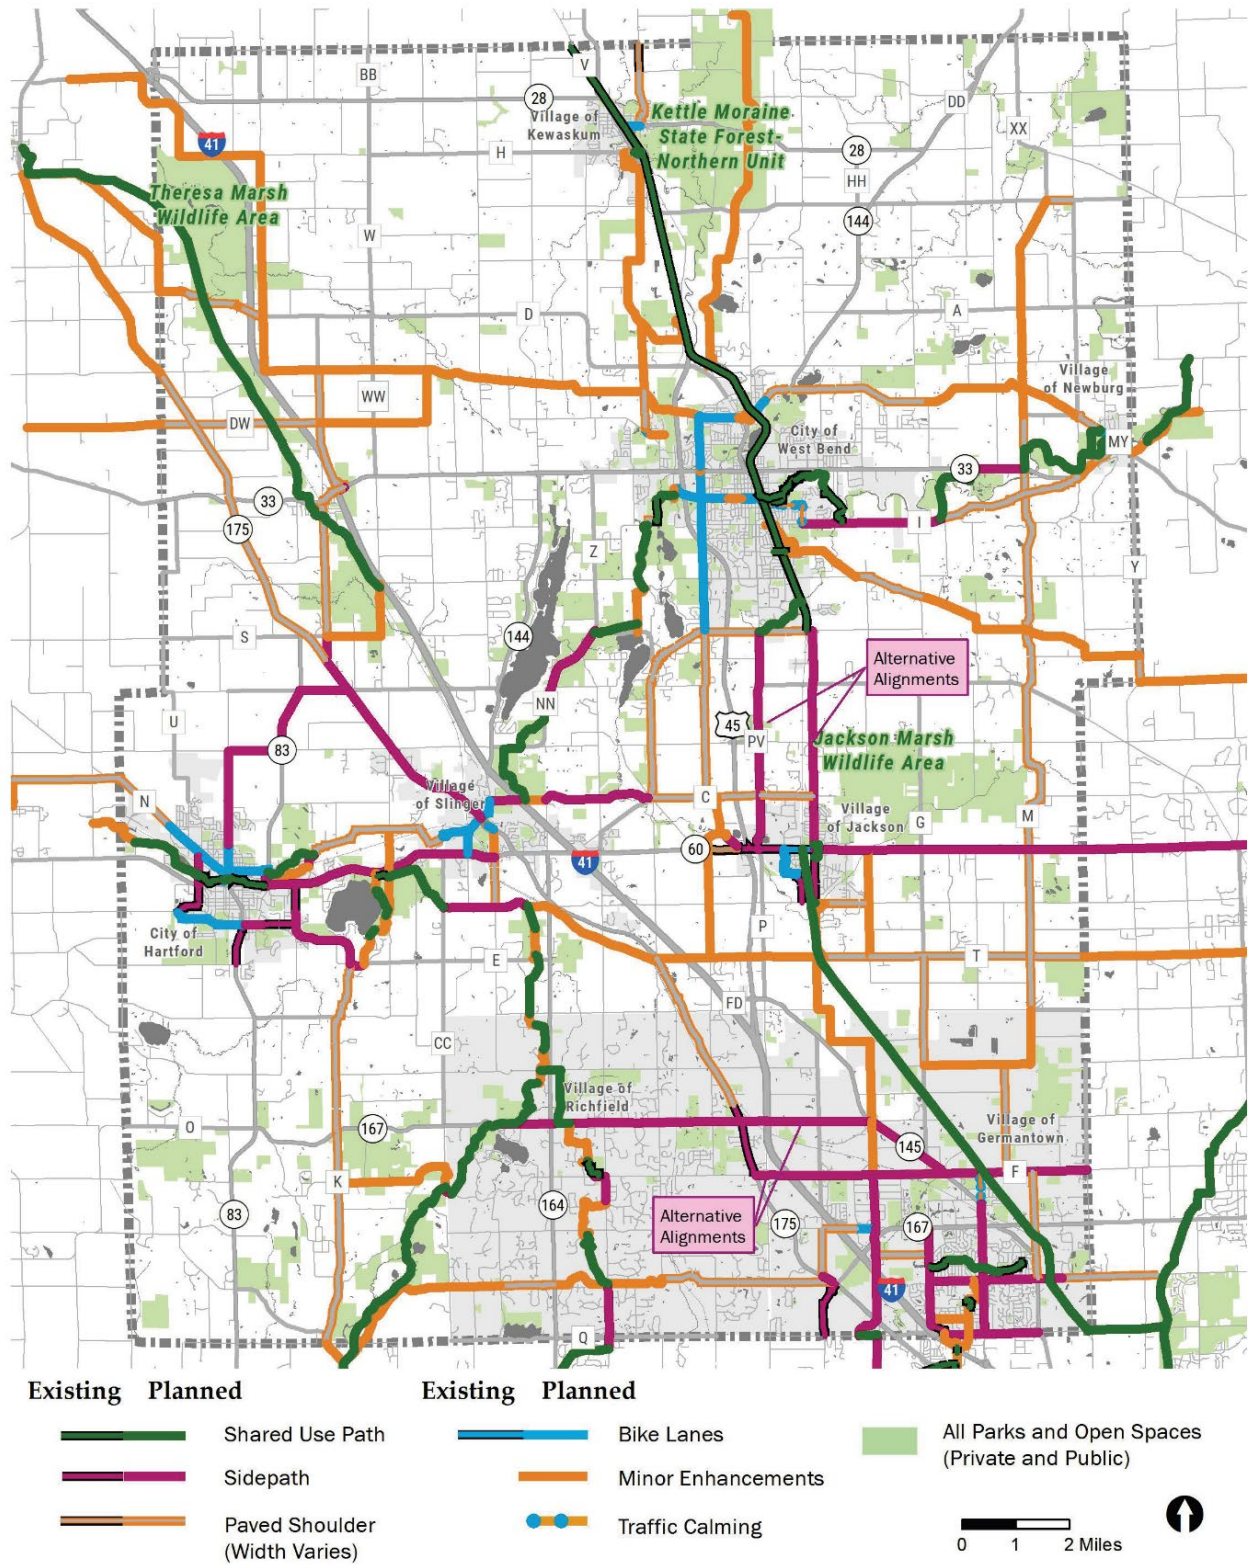 V
BB
28
Village of
Kewaskum
Kettle Moraine
State Forest-
Northern Unit
DD
XX
41
H
28
HH
Theresa Marsh
Wildlife Area
144
W
D
A
Village
of Newburg
WW
DW
City of
West Bend
MY
33
33
175
I
Z
Y
S
144
Alternative
Alignments
NN
U
45
PV
83
Jackson Marsh
Wildlife Area
Village
of Slinger
N
C
Village
of Jackson
G
M
41
60
City of
Hartford
P
E
T
FD
CC
Village of
Richfield
Village of
Germantown
O
167
145
F
K
83
164
Alternative
Alignments
175
167
41
Q
Existing Planned
Existing Planned
Shared Use Path
Bike Lanes
All Parks and Open Spaces
(Private and Public)
Sidepath
Minor Enhancements
Paved Shoulder
(Width Varies)
Traffic Calming
0 1 2 Miles